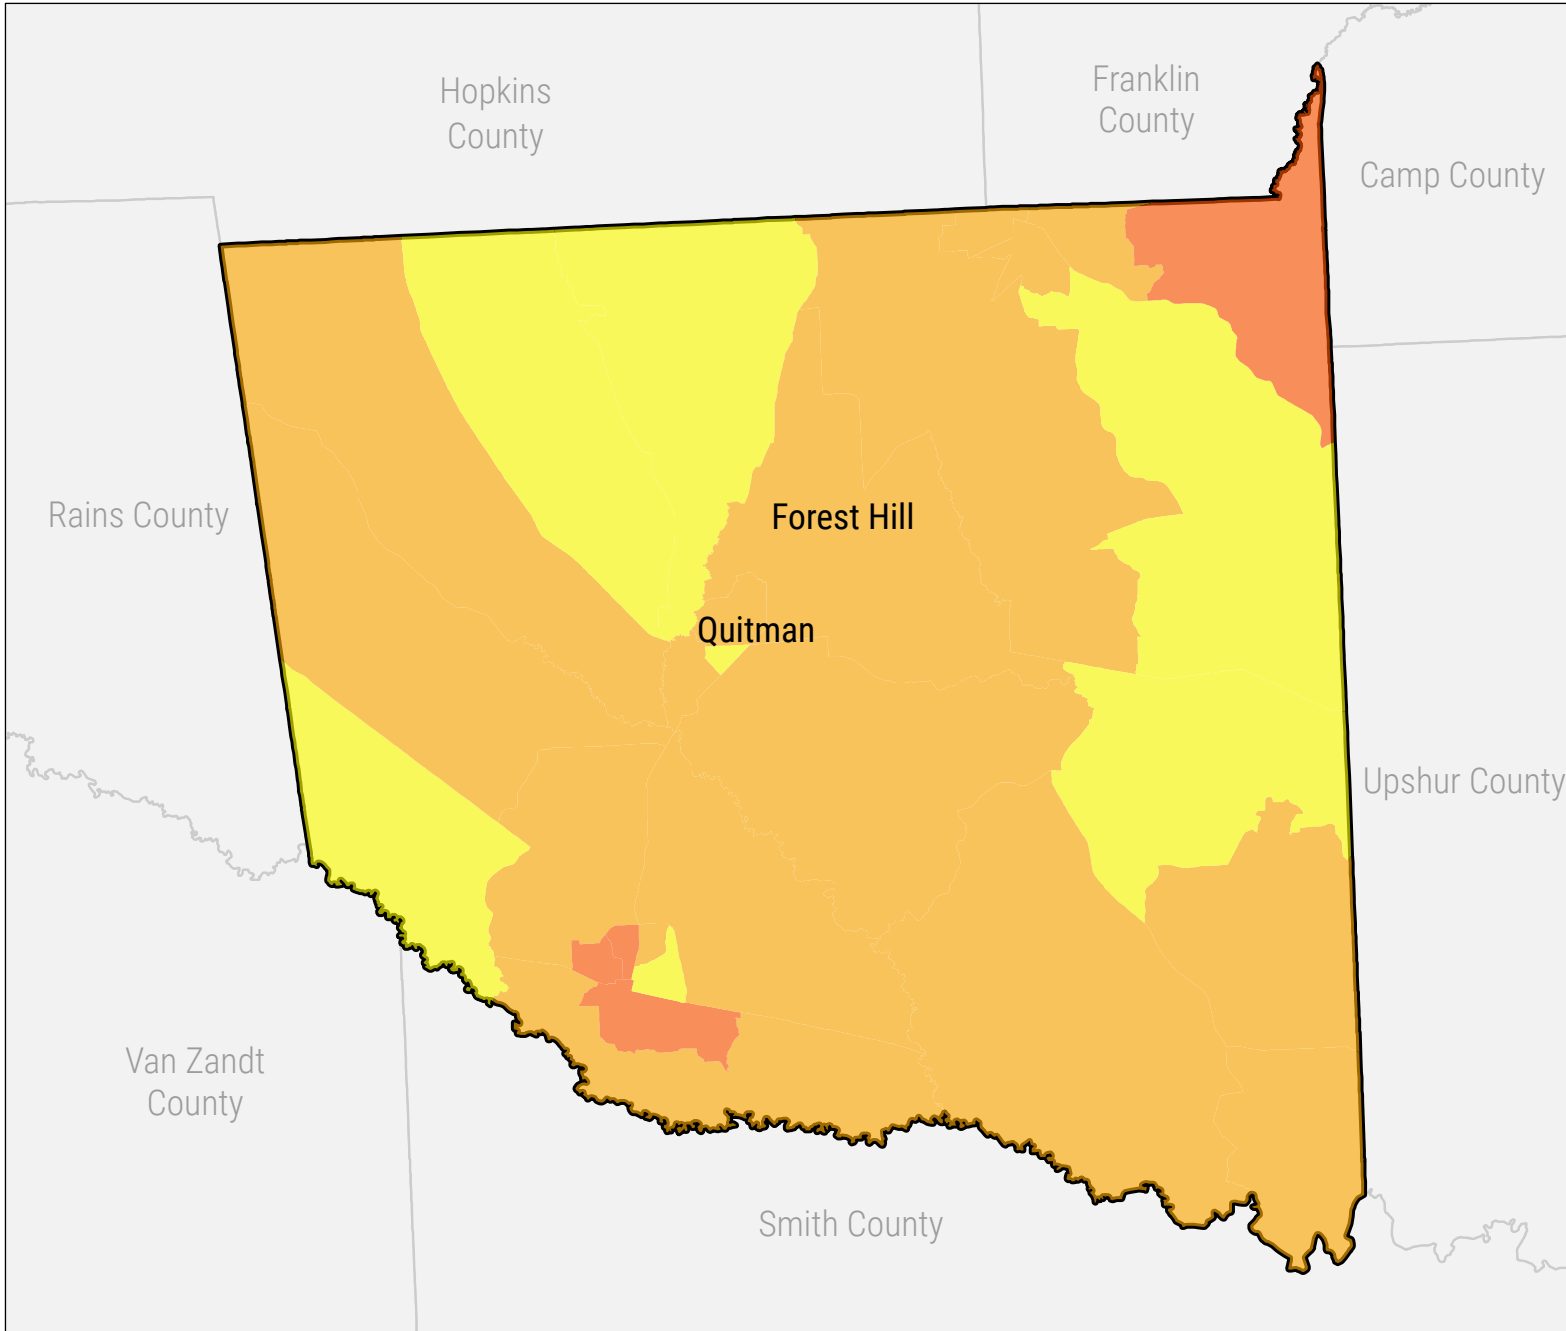 Hopkins
County
Franklin
County
Camp County
Rains County
Forest Hill
Quitman
Upshur County
Van Zandt
County
Smith County